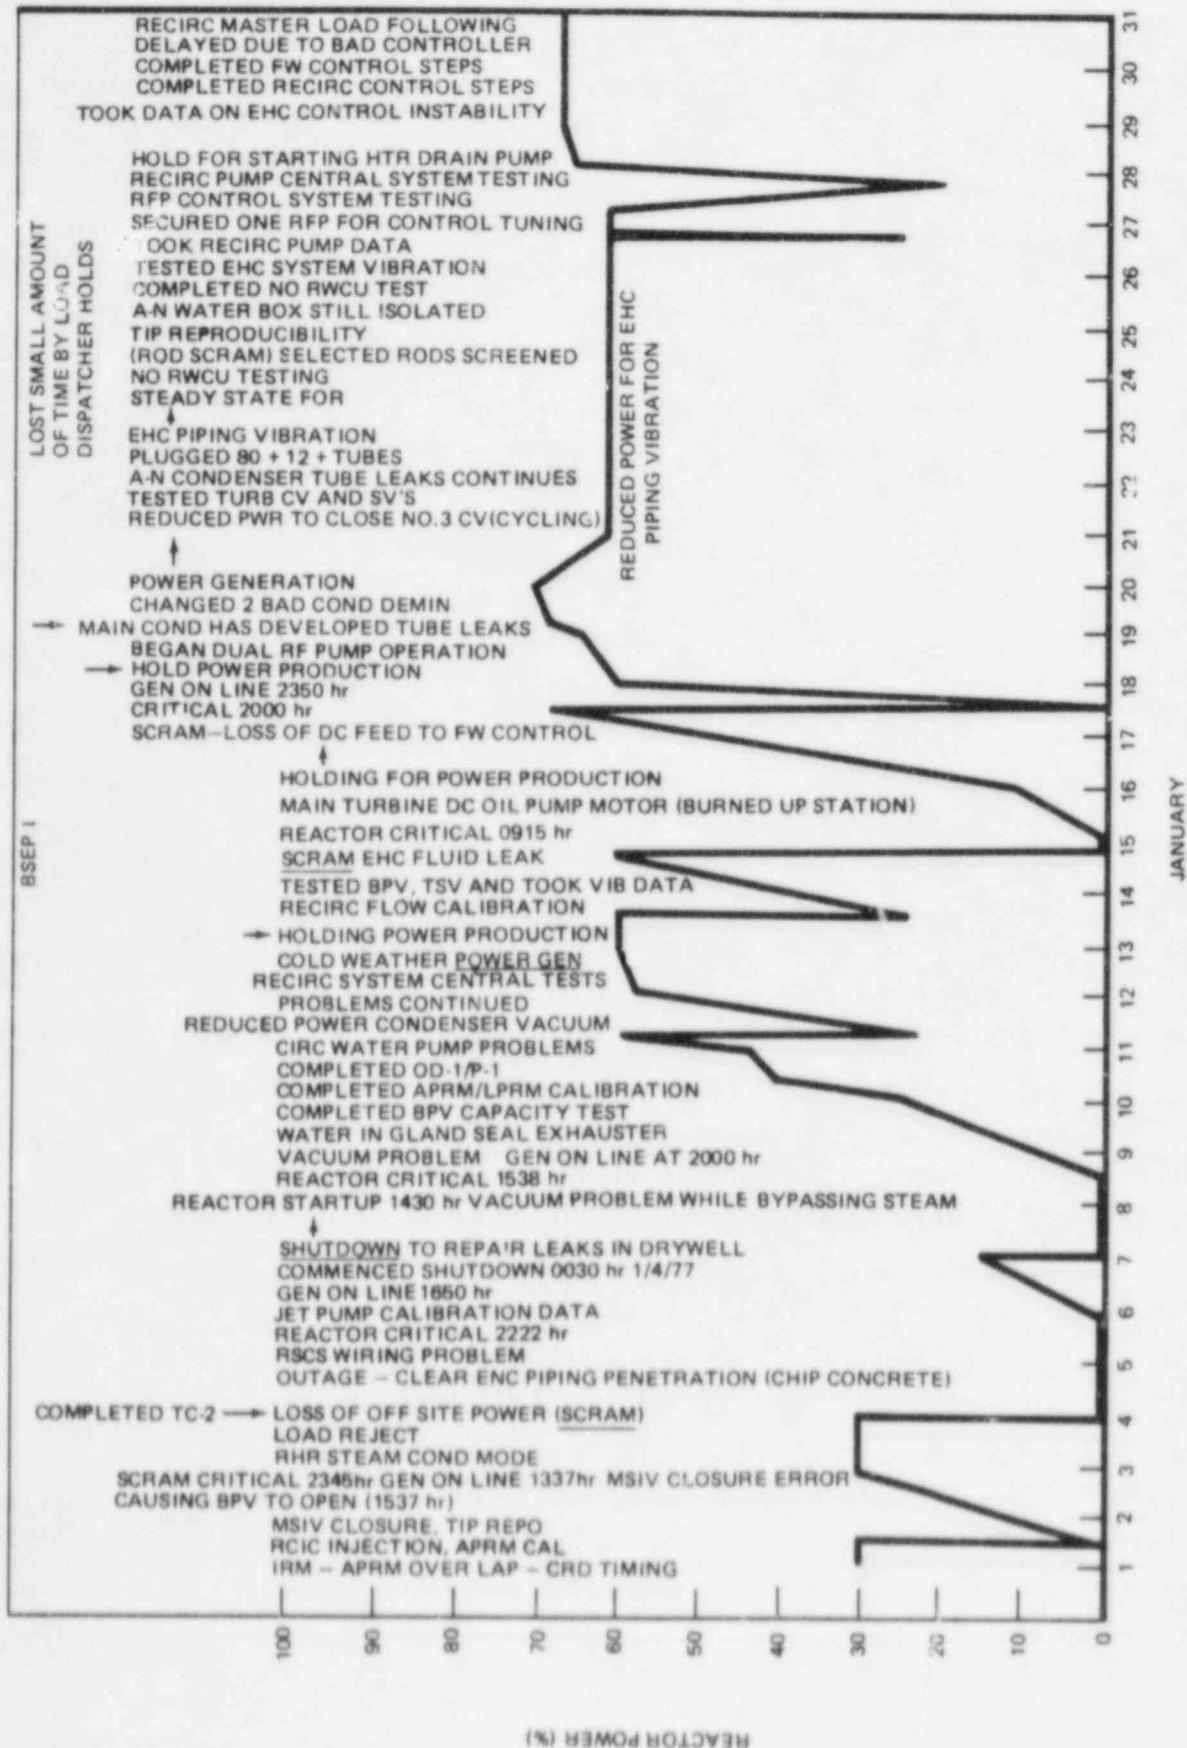 RECIRC MASTER LOAD FOLLOWING
DELAYED DUE TO BAD CONTROLLER
COMPLETED FW CONTROL STEPS
COMPLETED RECIRC CONTROL STEPS
TOOK DATA ON EHC CONTROL INSTABILITY
HOLD FOR STARTING HTR DRAIN PUMP
RECIRC PUMP CENTRAL SYSTEM TESTING
RFP CONTROL SYSTEM TESTING
SECURED ONE RFP FOR CONTROL TUNING
TOOK RECIRC PUMP DATA
TESTED EHC SYSTEM VIBRATION
COMPLETED NO RWCU TEST
A-N WATER BOX STILL ISOLATED
TIP REPRODUCIBILITY
(ROD SCRAM) SELECTED RODS SCREENED
NO RWCU TESTING
STEADY STATE FOR
LOST SMALL AMOUNT
OF TIME BY LOAD
DISPATCHER HOLDS
EHC PIPING VIBRATION
PLUGGED 80 + 12 + TUBES
A-N CONDENSER TUBE LEAKS CONTINUES
TESTED TURB CV AND SV'S
REDUCED PWR TO CLOSE NO.3 CV(CYCLING)
REDUCED POWER FOR EHC
PIPING VIBRATION
POWER GENERATION
CHANGED 2 BAD COND DEMIN
→ MAIN COND HAS DEVELOPED TUBE LEAKS
BEGAN DUAL RF PUMP OPERATION
→ HOLD POWER PRODUCTION
GEN ON LINE 2350 hr
CRITICAL 2000 hr
SCRAM–LOSS OF DC FEED TO FW CONTROL
HOLDING FOR POWER PRODUCTION
MAIN TURBINE DC OIL PUMP MOTOR (BURNED UP STATION)
REACTOR CRITICAL 0915 hr
SCRAM EHC FLUID LEAK
TESTED BPV, TSV AND TOOK VIB DATA
RECIRC FLOW CALIBRATION
→ HOLDING POWER PRODUCTION
COLD WEATHER POWER GEN
RECIRC SYSTEM CENTRAL TESTS
PROBLEMS CONTINUED
REDUCED POWER CONDENSER VACUUM
CIRC WATER PUMP PROBLEMS
COMPLETED OD-1/P-1
COMPLETED APRM/LPRM CALIBRATION
COMPLETED BPV CAPACITY TEST
WATER IN GLAND SEAL EXHAUSTER
VACUUM PROBLEM GEN ON LINE AT 2000 hr
REACTOR CRITICAL 1538 hr
REACTOR STARTUP 1430 hr VACUUM PROBLEM WHILE BYPASSING STEAM
BSEP I
SHUTDOWN TO REPAIR LEAKS IN DRYWELL
COMMENCED SHUTDOWN 0030 hr 1/4/77
GEN ON LINE 1650 hr
JET PUMP CALIBRATION DATA
REACTOR CRITICAL 2222 hr
RSCS WIRING PROBLEM
OUTAGE – CLEAR ENC PIPING PENETRATION (CHIP CONCRETE)
COMPLETED TC-2 → LOSS OF OFF SITE POWER (SCRAM)
LOAD REJECT
RHR STEAM COND MODE
SCRAM CRITICAL 2345hr GEN ON LINE 1337hr MSIV CLOSURE ERROR
CAUSING BPV TO OPEN (1537 hr)
MSIV CLOSURE, TIP REPO
RCIC INJECTION, APRM CAL
IRM – APRM OVER LAP – CRD TIMING
31
30
29
28
27
26
25
24
23
22
21
20
19
18
17
16
15
14
13
12
11
10
9
8
7
6
5
4
3
2
1
JANUARY
100
90
80
70
60
50
40
30
20
10
0
REACTOR POWER (%)